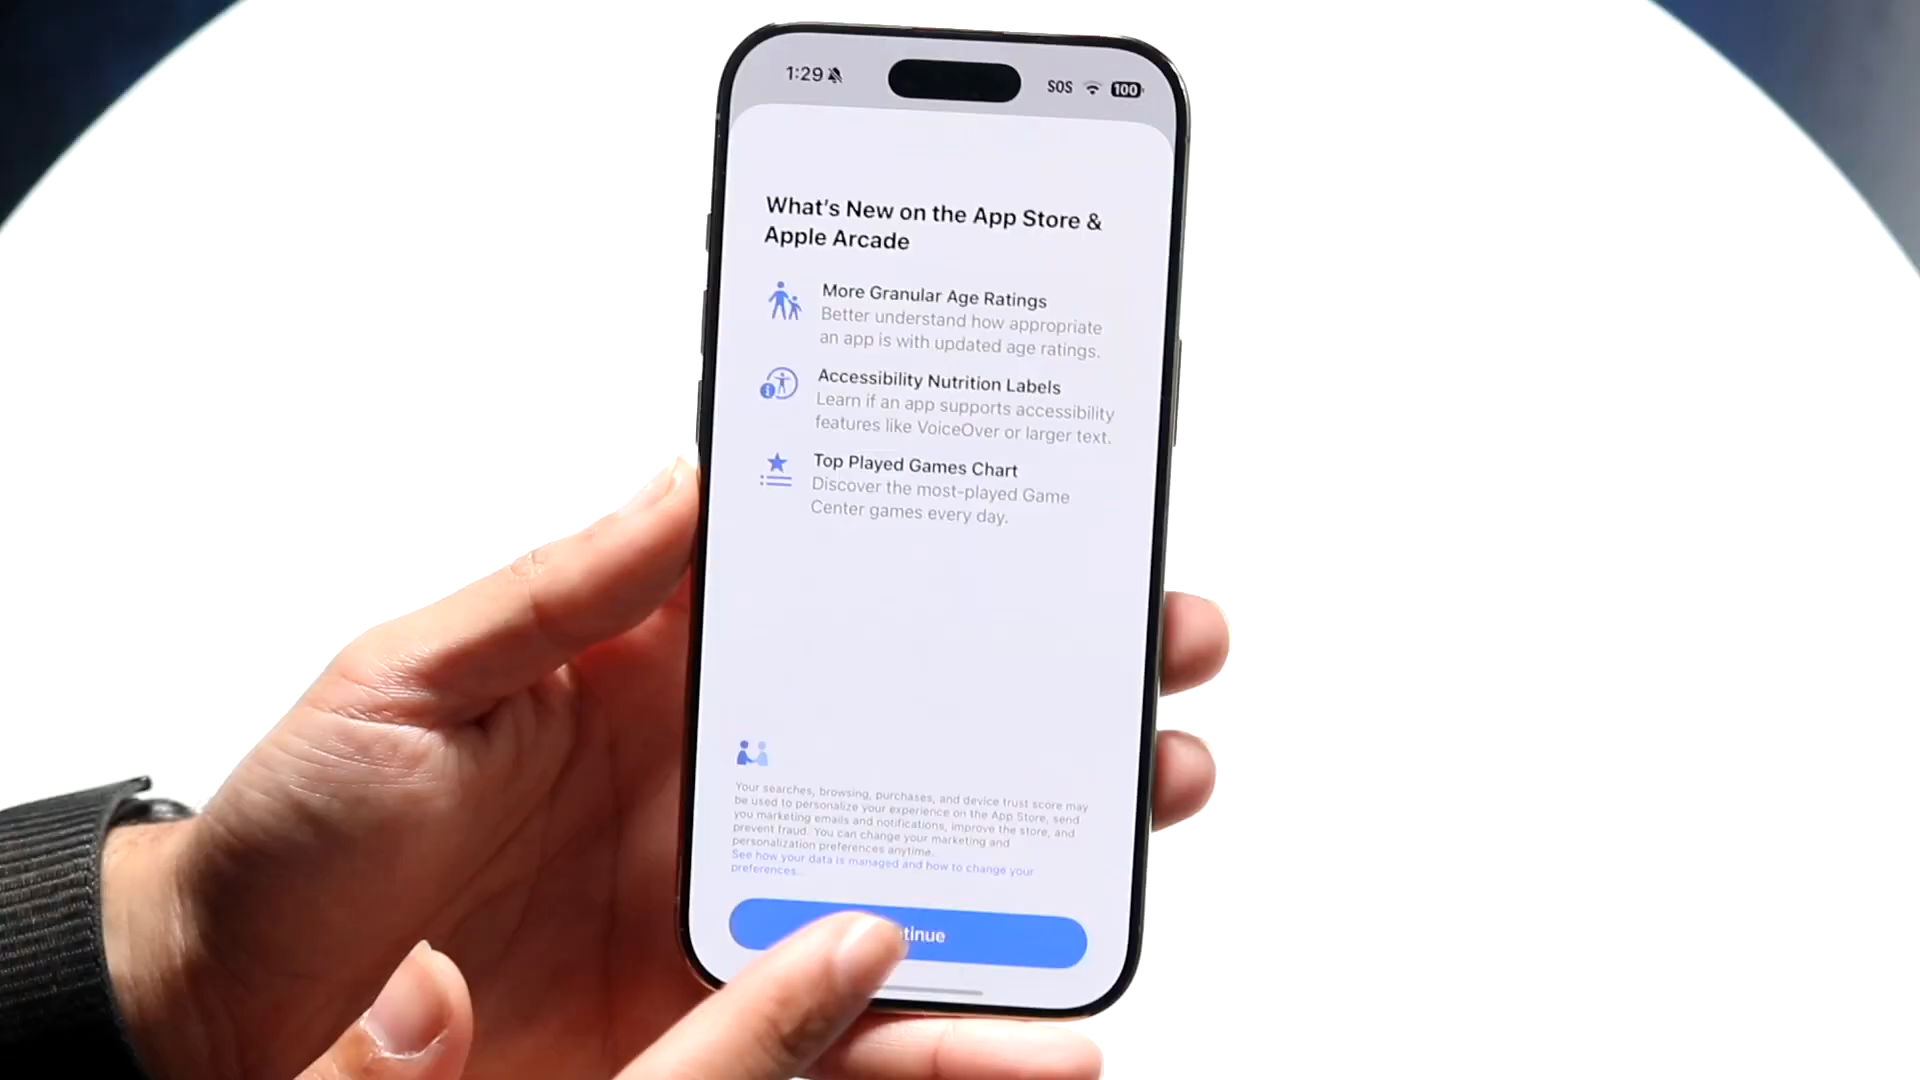 1:29
SOS
100
What's New on the App Store &
Apple Arcade
More Granular Age Ratings
Better understand how appropriate
an app is with updated age ratings.
Accessibility Nutrition Labels
Learn if an app supports accessibility
features like VoiceOver or larger text.
Top Played Games Chart
Discover the most-played Game
Center games every day.
Your searches, browsing, purchases, and device trust score may
be used to personalize your experience on the App Store, send
you marketing emails and notifications, improve the store, and
prevent fraud. You can change your marketing and
personalization preferences anytime.
See how your data is managed and how to change your
preferences...
tinue